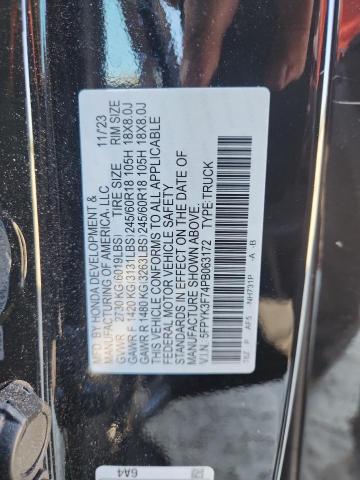 MFD. BY HONDA DEVELOPMENT & 11/23
MANUFACTURING OF AMERICA, LLC
GVWR 2730 KG(6019LBS) TIRE SIZE RIM SIZE
GAWR F 1420 KG(3131LBS)245/60R18 105H 18X8.0J
GAWR R 1480 KG(3263LBS)245/60R18 105H 18X8.0J
THIS VEHICLE CONFORMS TO ALL APPLICABLE
FEDERAL MOTOR VEHICLE SAFETY
STANDARDS IN EFFECT ON THE DATE OF
MANUFACTURE SHOWN ABOVE.
V.I.N. 5FPYK3F74PB063172 TYPE:TRUCK
P AF5 NH731P -A -B
6A4